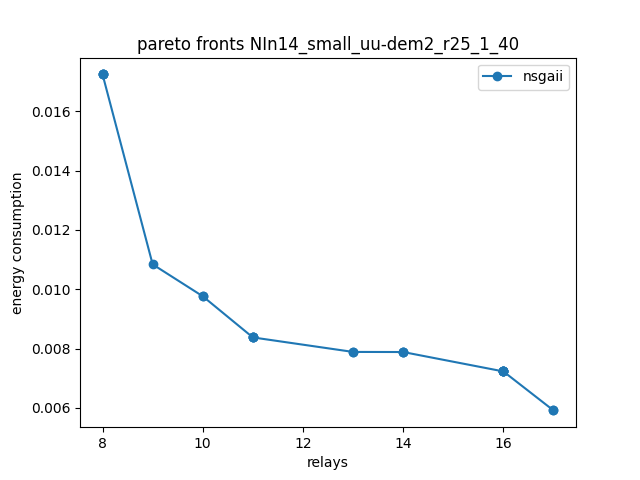 pareto fronts NIn14_small_uu-dem2_r25_1_40
nsgaii
energy consumption
0.016
0.014
0.012
0.010
0.008
0.006
8 10 12 14 16
relays